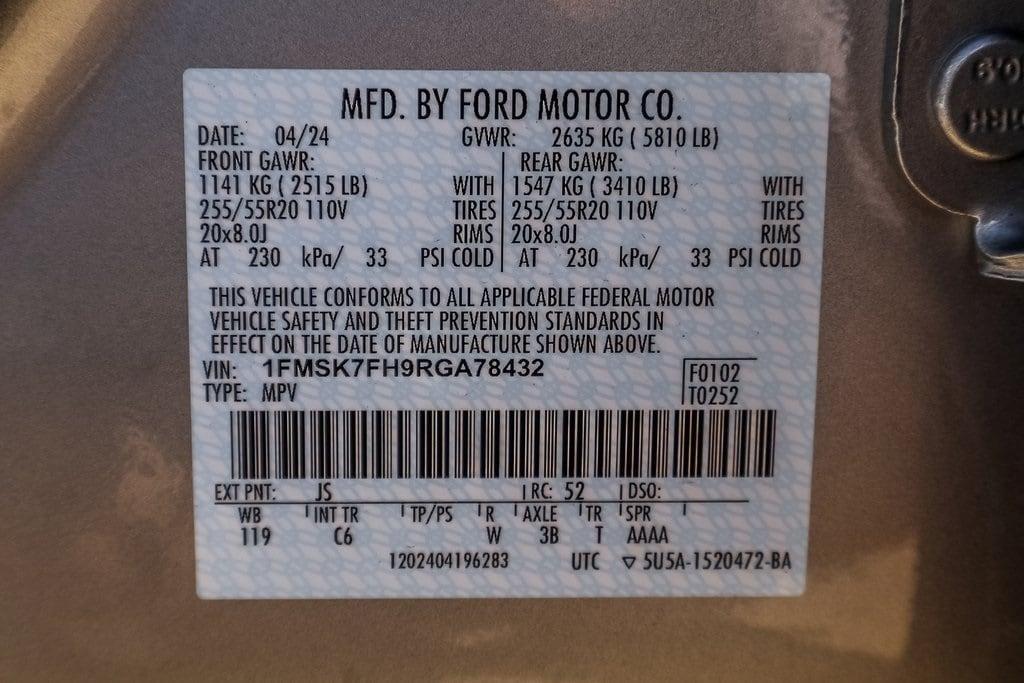 MFD. BY FORD MOTOR CO.
DATE: 04/24 GVWR: 2635 KG ( 5810 LB)
FRONT GAWR: REAR GAWR:
1141 KG ( 2515 LB) WITH 1547 KG ( 3410 LB) WITH
255/55R20 110V TIRES 255/55R20 110V TIRES
20x8.0J RIMS 20x8.0J RIMS
AT 230 kPa/ 33 PSI COLD AT 230 kPa/ 33 PSI COLD
THIS VEHICLE CONFORMS TO ALL APPLICABLE FEDERAL MOTOR
VEHICLE SAFETY AND THEFT PREVENTION STANDARDS IN
EFFECT ON THE DATE OF MANUFACTURE SHOWN ABOVE.
VIN: 1FMSK7FH9RGA78432 F0102
TYPE: MPV T0252
EXT PNT: JS RC: 52 DSO:
WB INT TR TP/PS R AXLE TR SPR
119 C6 W 3B T AAAA
1202404196283 UTC ▽ 5U5A-1520472-BA